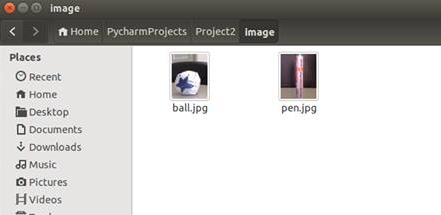 image
Home PycharmProjects Project2 image
Places
Recent
Home
Desktop
Documents
Downloads
Music
Pictures
Videos
ball.jpg pen.jpg